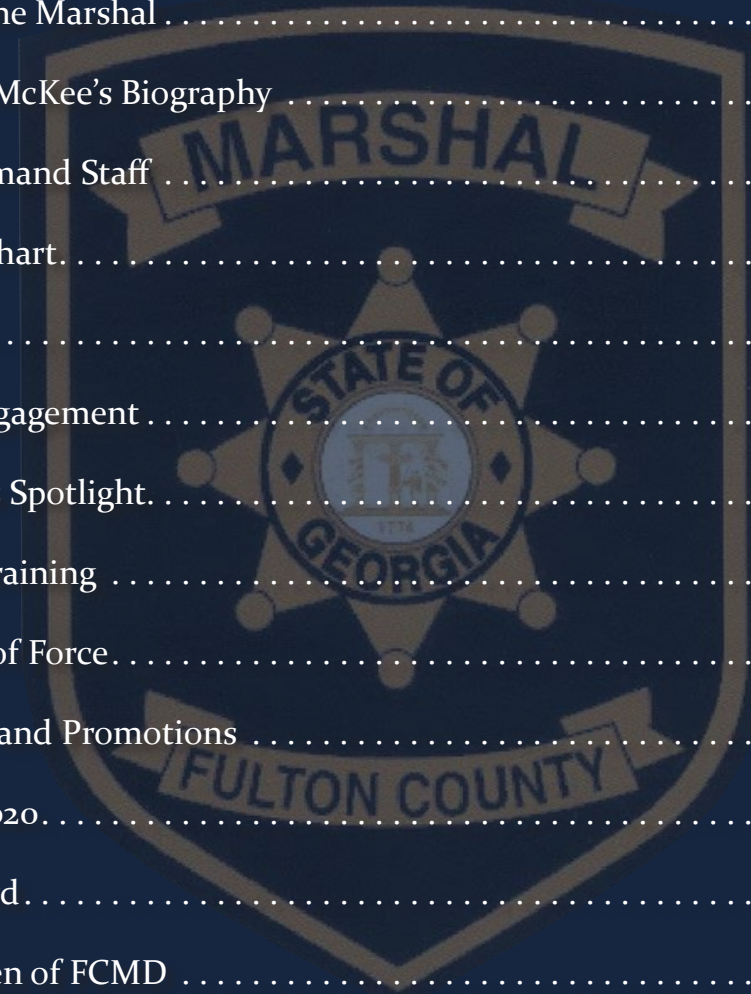 he Marshal . . . . . . . . . . . . . . . . . . . . . . . . . . . . . . . .
McKee's Biography . . . . . . . . . . . . . . . . . . . . . . . . .
MARSHAL
mand Staff . . . . . . . . . . . . . . . . . . . . . . . . . . . . . . . .
hart. . . . . . . . . . . . . . . . . . . . . . . . . . . . . . . . . . . . . .
. . . . . . . . . . . . . . . . . . . . . . . . . . . . . . . . . . . . . . . . .
STATE OF
gagement . . . . . . . . . . . . . . . . . . . . . . . . . . . . . . . . .
Spotlight. . . . . . . . . . . . . . . . . . . . . . . . . . . . . . . . .
1776
GEORGIA
raining . . . . . . . . . . . . . . . . . . . . . . . . . . . . . . . . . . .
of Force. . . . . . . . . . . . . . . . . . . . . . . . . . . . . . . . . . .
and Promotions . . . . . . . . . . . . . . . . . . . . . . . . . . .
FULTON COUNTY
020. . . . . . . . . . . . . . . . . . . . . . . . . . . . . . . . . . . . . . .
d. . . . . . . . . . . . . . . . . . . . . . . . . . . . . . . . . . . . . . . .
en of FCMD . . . . . . . . . . . . . . . . . . . . . . . . . . . . . . .